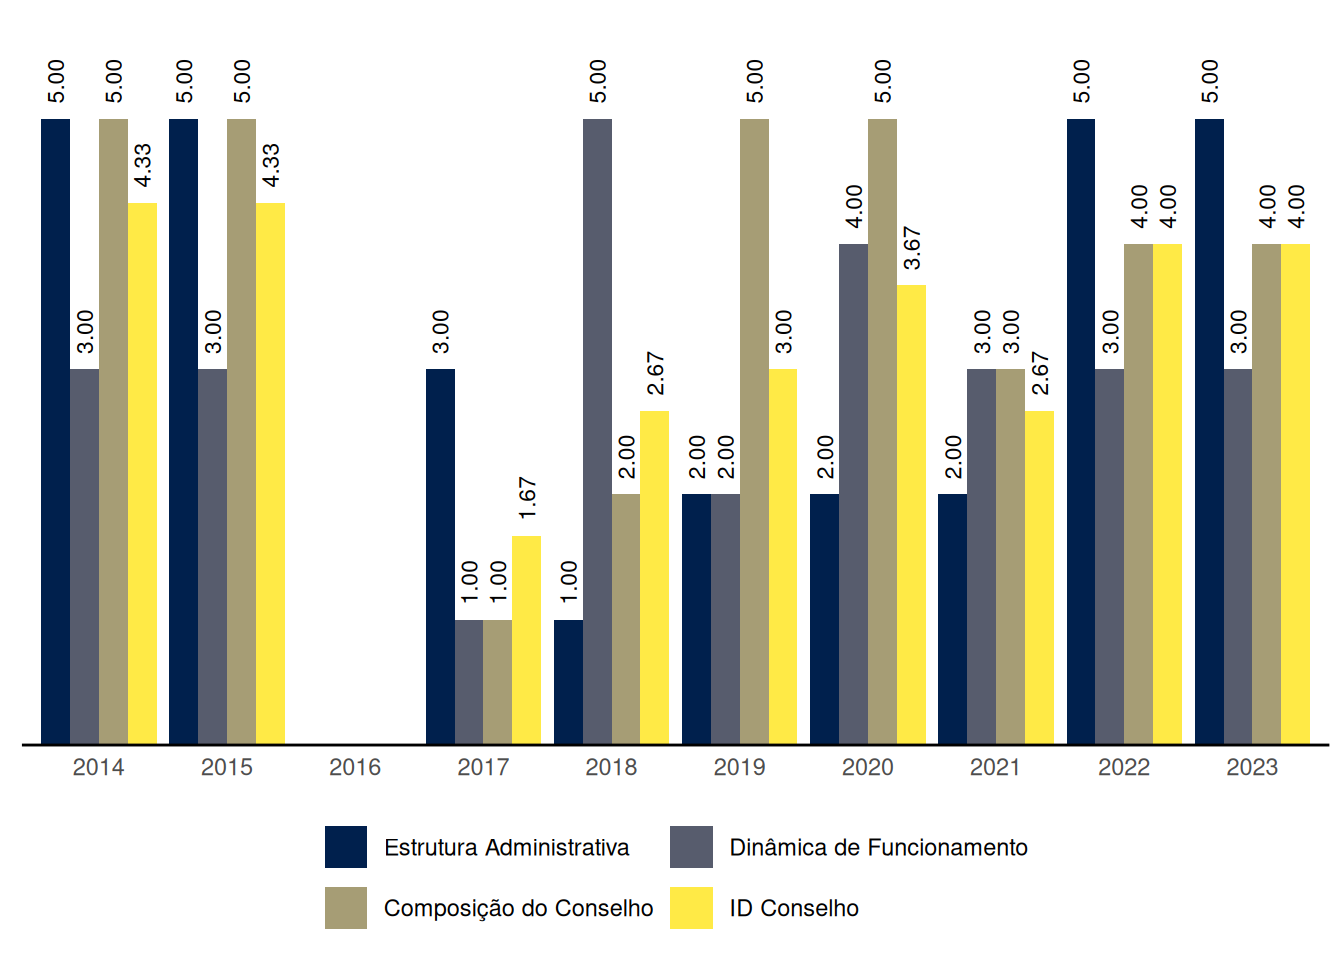 5.00 3.00 5.00 4.33 5.00 3.00 5.00 4.33 3.00 1.00 1.00 1.67 1.00 5.00 2.00 2.67 2.00 2.00 5.00 3.00 2.00 4.00 5.00 3.67 2.00 3.00 3.00 2.67 5.00 3.00 4.00 4.00 5.00 3.00 4.00 4.00
2014 2015 2016 2017 2018 2019 2020 2021 2022 2023
Estrutura Administrativa Dinâmica de Funcionamento
Composição do Conselho ID Conselho